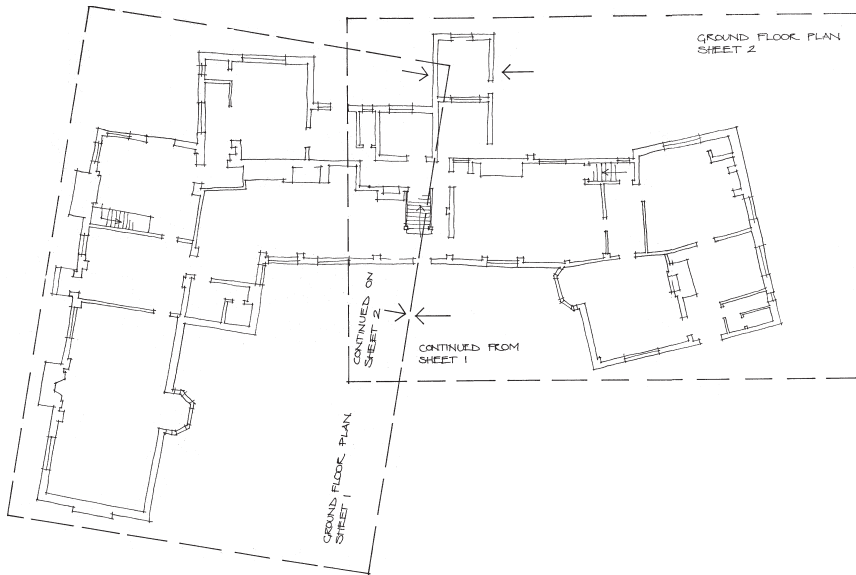 GROUND FLOOR PLAN
SHEET 2
CONTINUED ON
SHEET 2
CONTINUED FROM
SHEET 1
GROUND FLOOR PLAN
SHEET 1